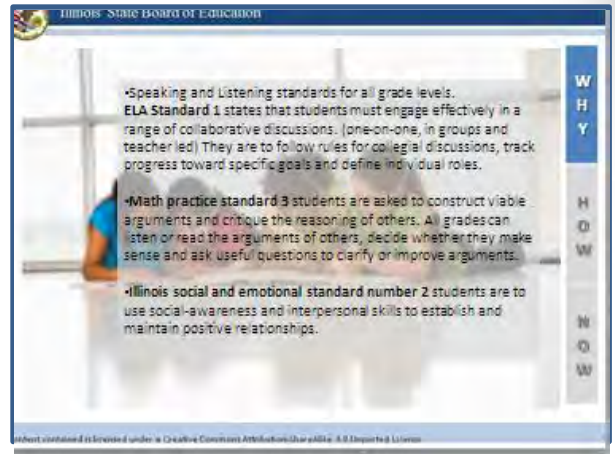 Illinois State Board of Education
•Speaking and Listening standards for all grade levels.
ELA Standard 1 states that students must engage effectively in a
range of collaborative discussions. (one-on-one, in groups and
teacher led) They are to follow rules for collegial discussions, track
progress toward specific goals and define individual roles.
•Math practice standard 3 students are asked to construct viable
arguments and critique the reasoning of others. All grades can
listen or read the arguments of others, decide whether they make
sense and ask useful questions to clarify or improve arguments.
•Illinois social and emotional standard number 2 students are to
use social-awareness and interpersonal skills to establish and
maintain positive relationships.
WHY
HOW
NOW
contained is licensed under a Creative Commons Attribution-ShareAlike 3.0 Unported License